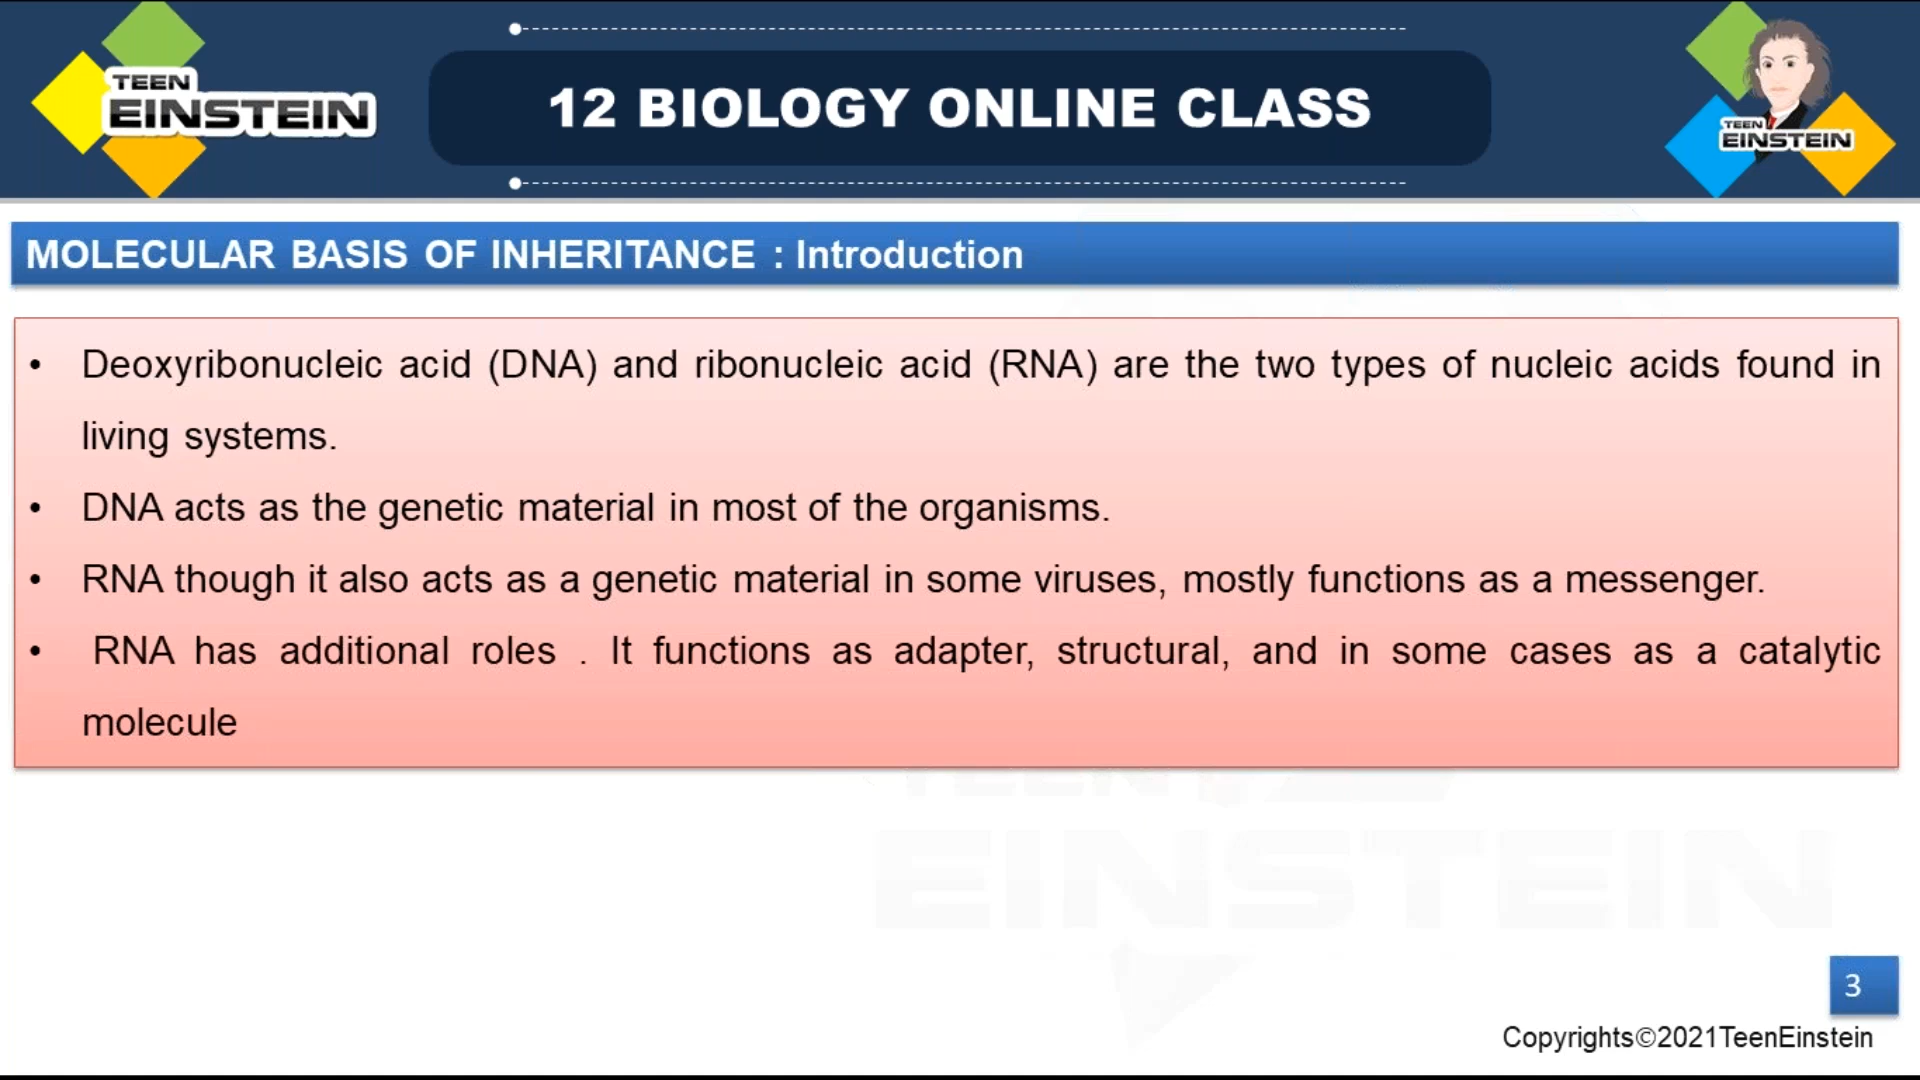 TEEN
EINSTEIN
12 BIOLOGY ONLINE CLASS
TEEN
EINSTEIN
MOLECULAR BASIS OF INHERITANCE : Introduction
• Deoxyribonucleic acid (DNA) and ribonucleic acid (RNA) are the two types of nucleic acids found in
living systems.
• DNA acts as the genetic material in most of the organisms.
• RNA though it also acts as a genetic material in some viruses, mostly functions as a messenger.
• RNA has additional roles . It functions as adapter, structural, and in some cases as a catalytic
molecule
TEEN
EINSTEIN
3
Copyrights©2021TeenEinstein